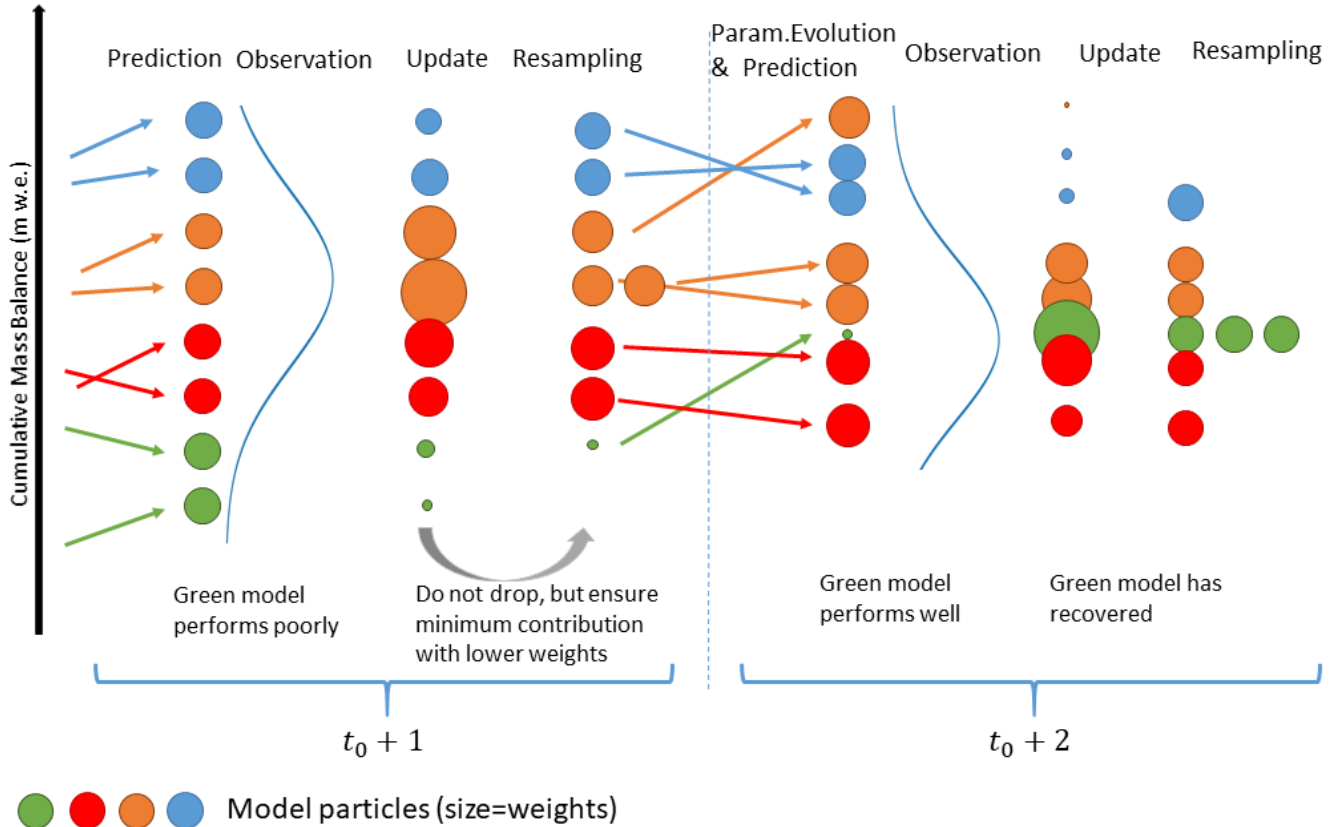 Cumulative Mass Balance (m w.e.)
Prediction Observation Update Resampling
Param.Evolution
& Prediction
Observation Update Resampling
Green model
performs poorly
Do not drop, but ensure
minimum contribution
with lower weights
Green model
performs well
Green model has
recovered
t₀ + 1
t₀ + 2
Model particles (size=weights)